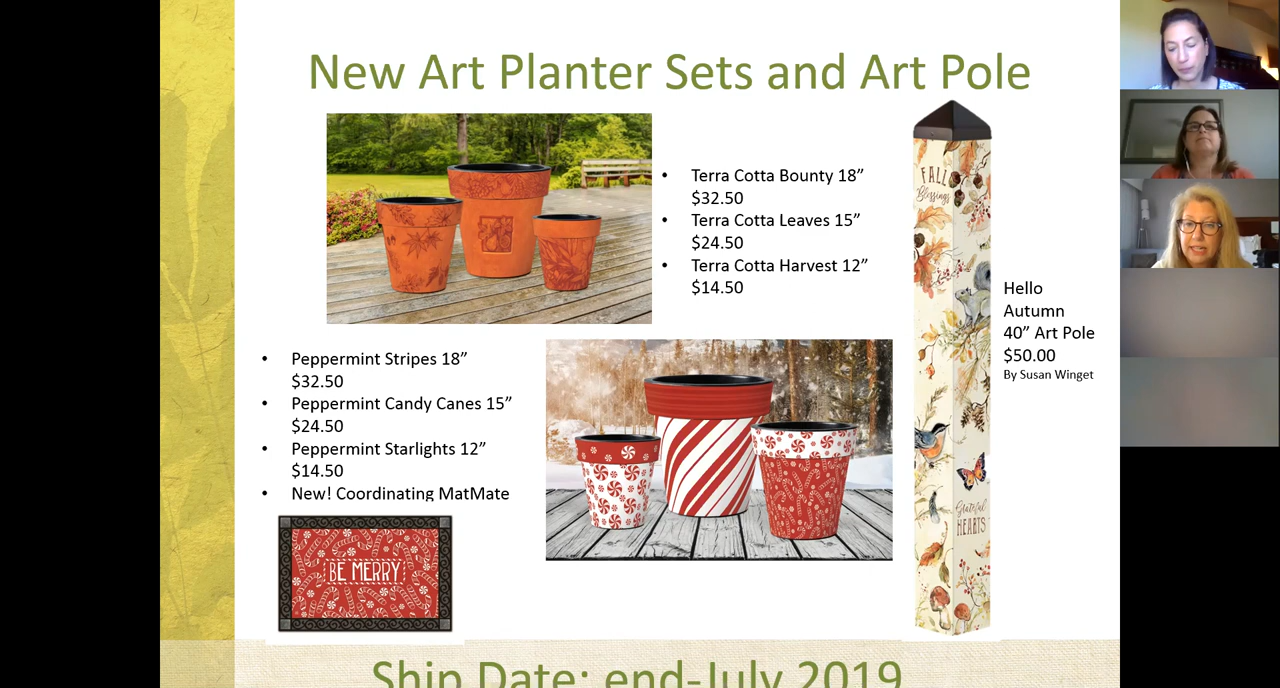 New Art Planter Sets and Art Pole
• Terra Cotta Bounty 18”
$32.50
• Terra Cotta Leaves 15”
$24.50
• Terra Cotta Harvest 12”
$14.50
FALL
Blessings
Hello
Autumn
40” Art Pole
$50.00
By Susan Winget
• Peppermint Stripes 18”
$32.50
• Peppermint Candy Canes 15”
$24.50
• Peppermint Starlights 12”
$14.50
• New! Coordinating MatMate
BE MERRY
Grateful
HEARTS
Ship Date: end-July 2019